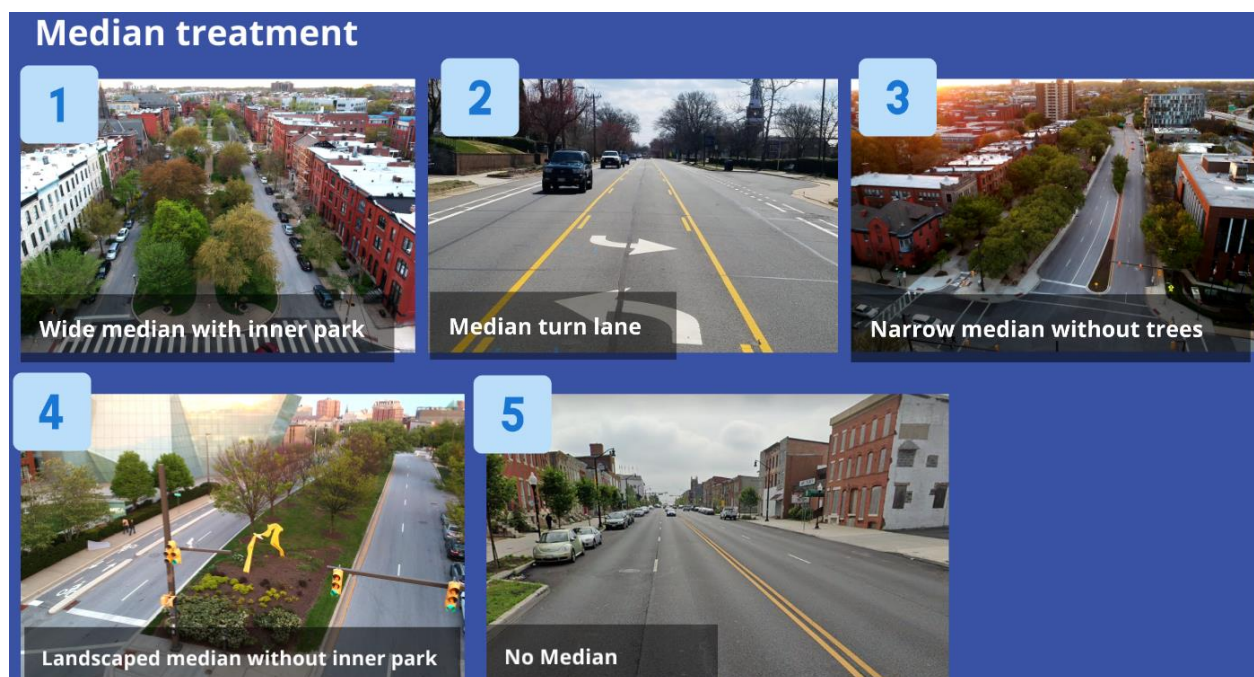 Median treatment
1
2
3
Wide median with inner park
Median turn lane
Narrow median without trees
4
5
Landscaped median without inner park
No Median